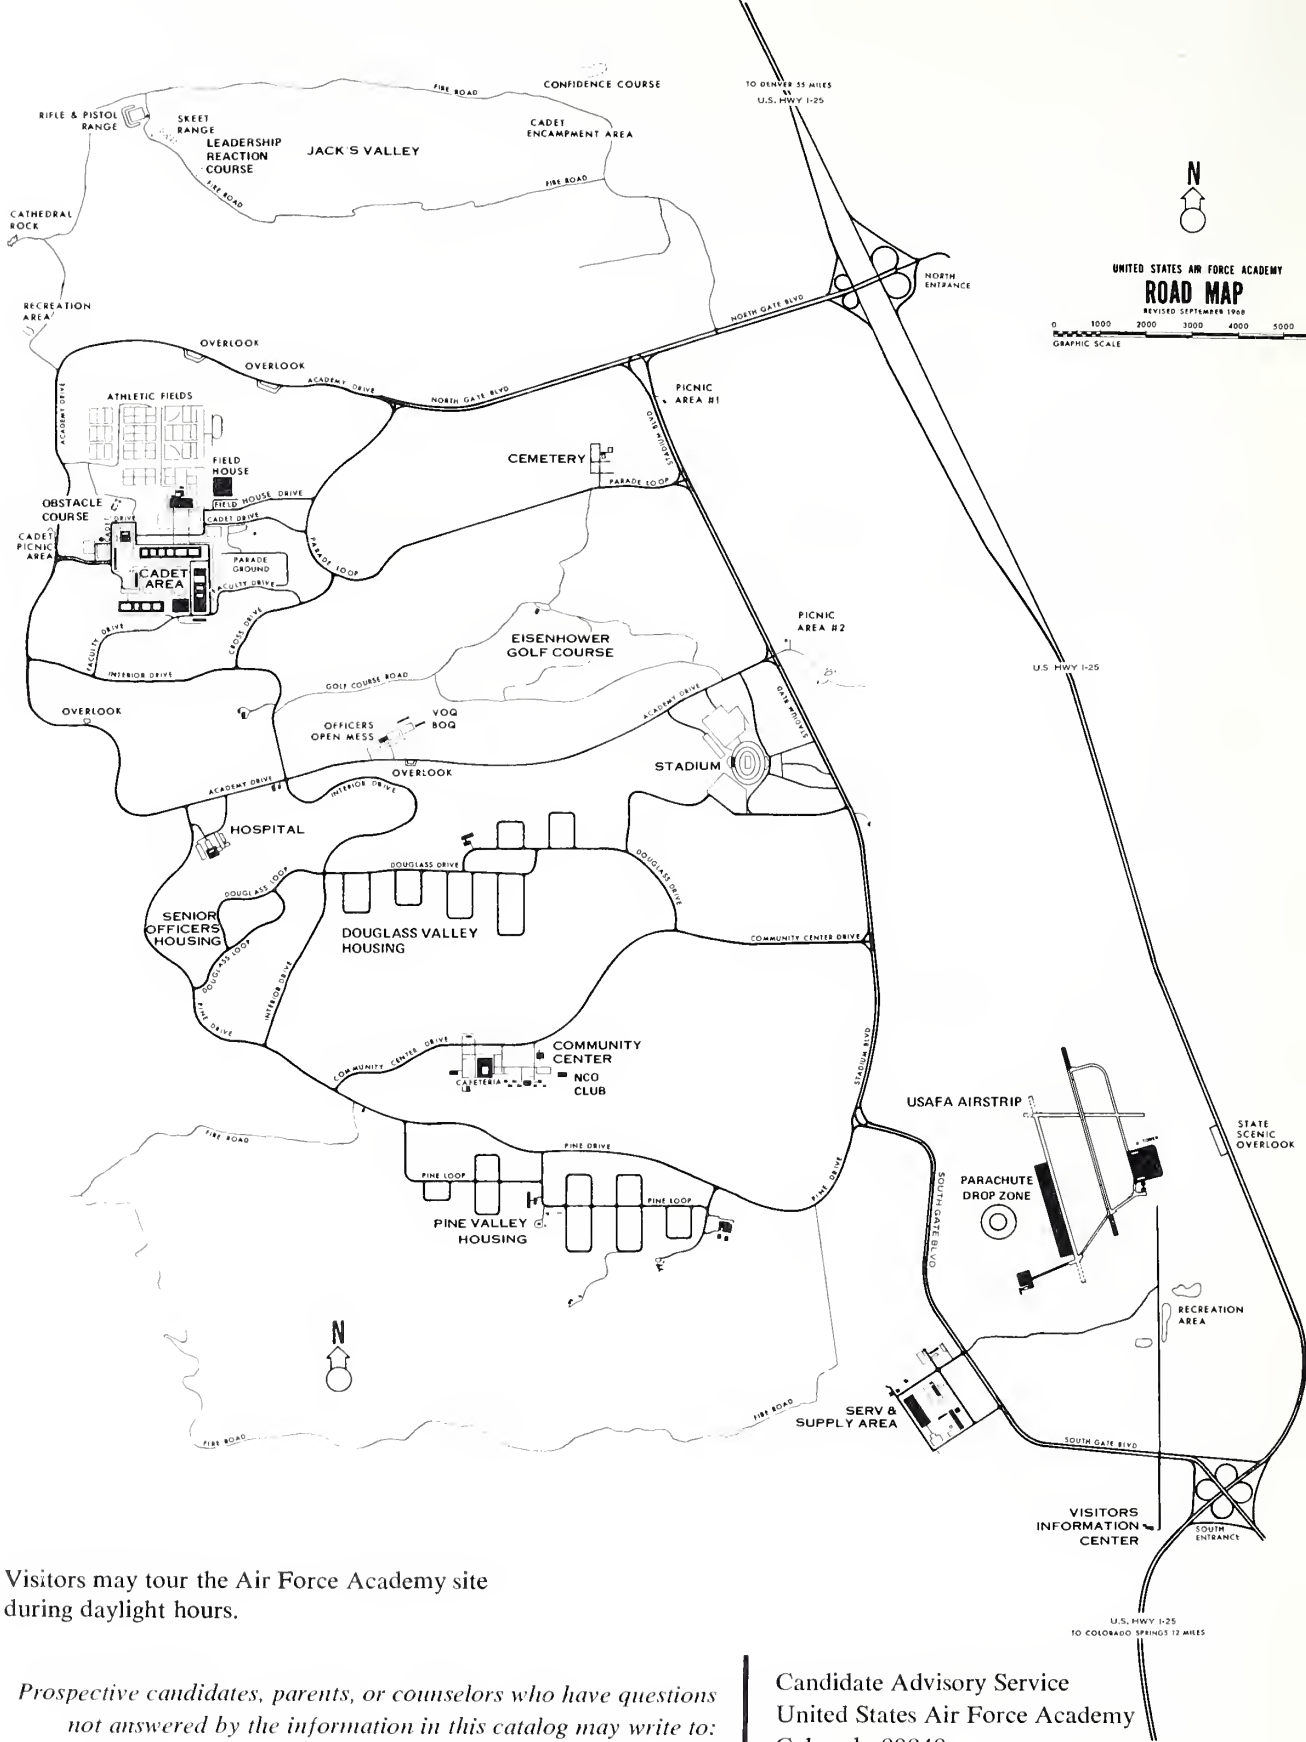 CONFIDENCE COURSE
TO DENVER 55 MILES
U.S. HWY 1-25
FIRE ROAD
RIFLE & PISTOL
RANGE
SKEET
RANGE
CADET
ENCAMPMENT AREA
LEADERSHIP
REACTION
COURSE
JACK'S VALLEY
FIRE ROAD
FIRE ROAD
N
CATHEDRAL
ROCK
UNITED STATES AIR FORCE ACADEMY
ROAD MAP
REVISED SEPTEMBER 1968
0 1000 2000 3000 4000 5000
GRAPHIC SCALE
NORTH
ENTRANCE
RECREATION
AREA
NORTH GATE BLVD
OVERLOOK
OVERLOOK
ACADEMY DRIVE
NORTH GATE BLVD
PICNIC
AREA #1
ACADEMY DRIVE
ATHLETIC FIELDS
STADIUM BLVD
FIELD
HOUSE
CEMETERY
PARADE LOOP
OBSTACLE
COURSE
FIELD HOUSE DRIVE
CADET DRIVE
CADET DRIVE
CADET
PICNIC
AREA
PARADE LOOP
PARADE
GROUND
CADET
AREA
FACULTY DRIVE
CROSS DRIVE
FACULTY DRIVE
INTERIOR DRIVE
PICNIC
AREA #2
EISENHOWER
GOLF COURSE
GOLF COURSE ROAD
U.S HWY 1-25
OVERLOOK
OFFICERS
OPEN MESS
VOQ
BOQ
ACADEMY DRIVE
STADIUM BLVD
STADIUM
OVERLOOK
ACADEMY DRIVE
INTERIOR DRIVE
HOSPITAL
DOUGLASS DRIVE
DOUGLASS DRIVE
DOUGLASS LOOP
SENIOR
OFFICERS
HOUSING
DOUGLASS VALLEY
HOUSING
COMMUNITY CENTER DRIVE
DOUGLASS LOOP
INTERIOR DRIVE
PINE DRIVE
COMMUNITY CENTER DRIVE
COMMUNITY
CENTER
CAFETERIA
NCO
CLUB
STADIUM BLVD
USAFA AIRSTRIP
TOWER
STATE
SCENIC
OVERLOOK
FIRE ROAD
PINE DRIVE
PINE LOOP
PINE LOOP
PINE DRIVE
PARACHUTE
DROP ZONE
SOUTH GATE BLVD
PINE VALLEY
HOUSING
RECREATION
AREA
N
FIRE ROAD
FIRE ROAD
SERV &
SUPPLY AREA
SOUTH GATE BLVD
VISITORS
INFORMATION
CENTER
SOUTH
ENTRANCE
Visitors may tour the Air Force Academy site
during daylight hours.
U.S. HWY 1-25
TO COLORADO SPRINGS 12 MILES
Prospective candidates, parents, or counselors who have questions
not answered by the information in this catalog may write to:
Candidate Advisory Service
United States Air Force Academy